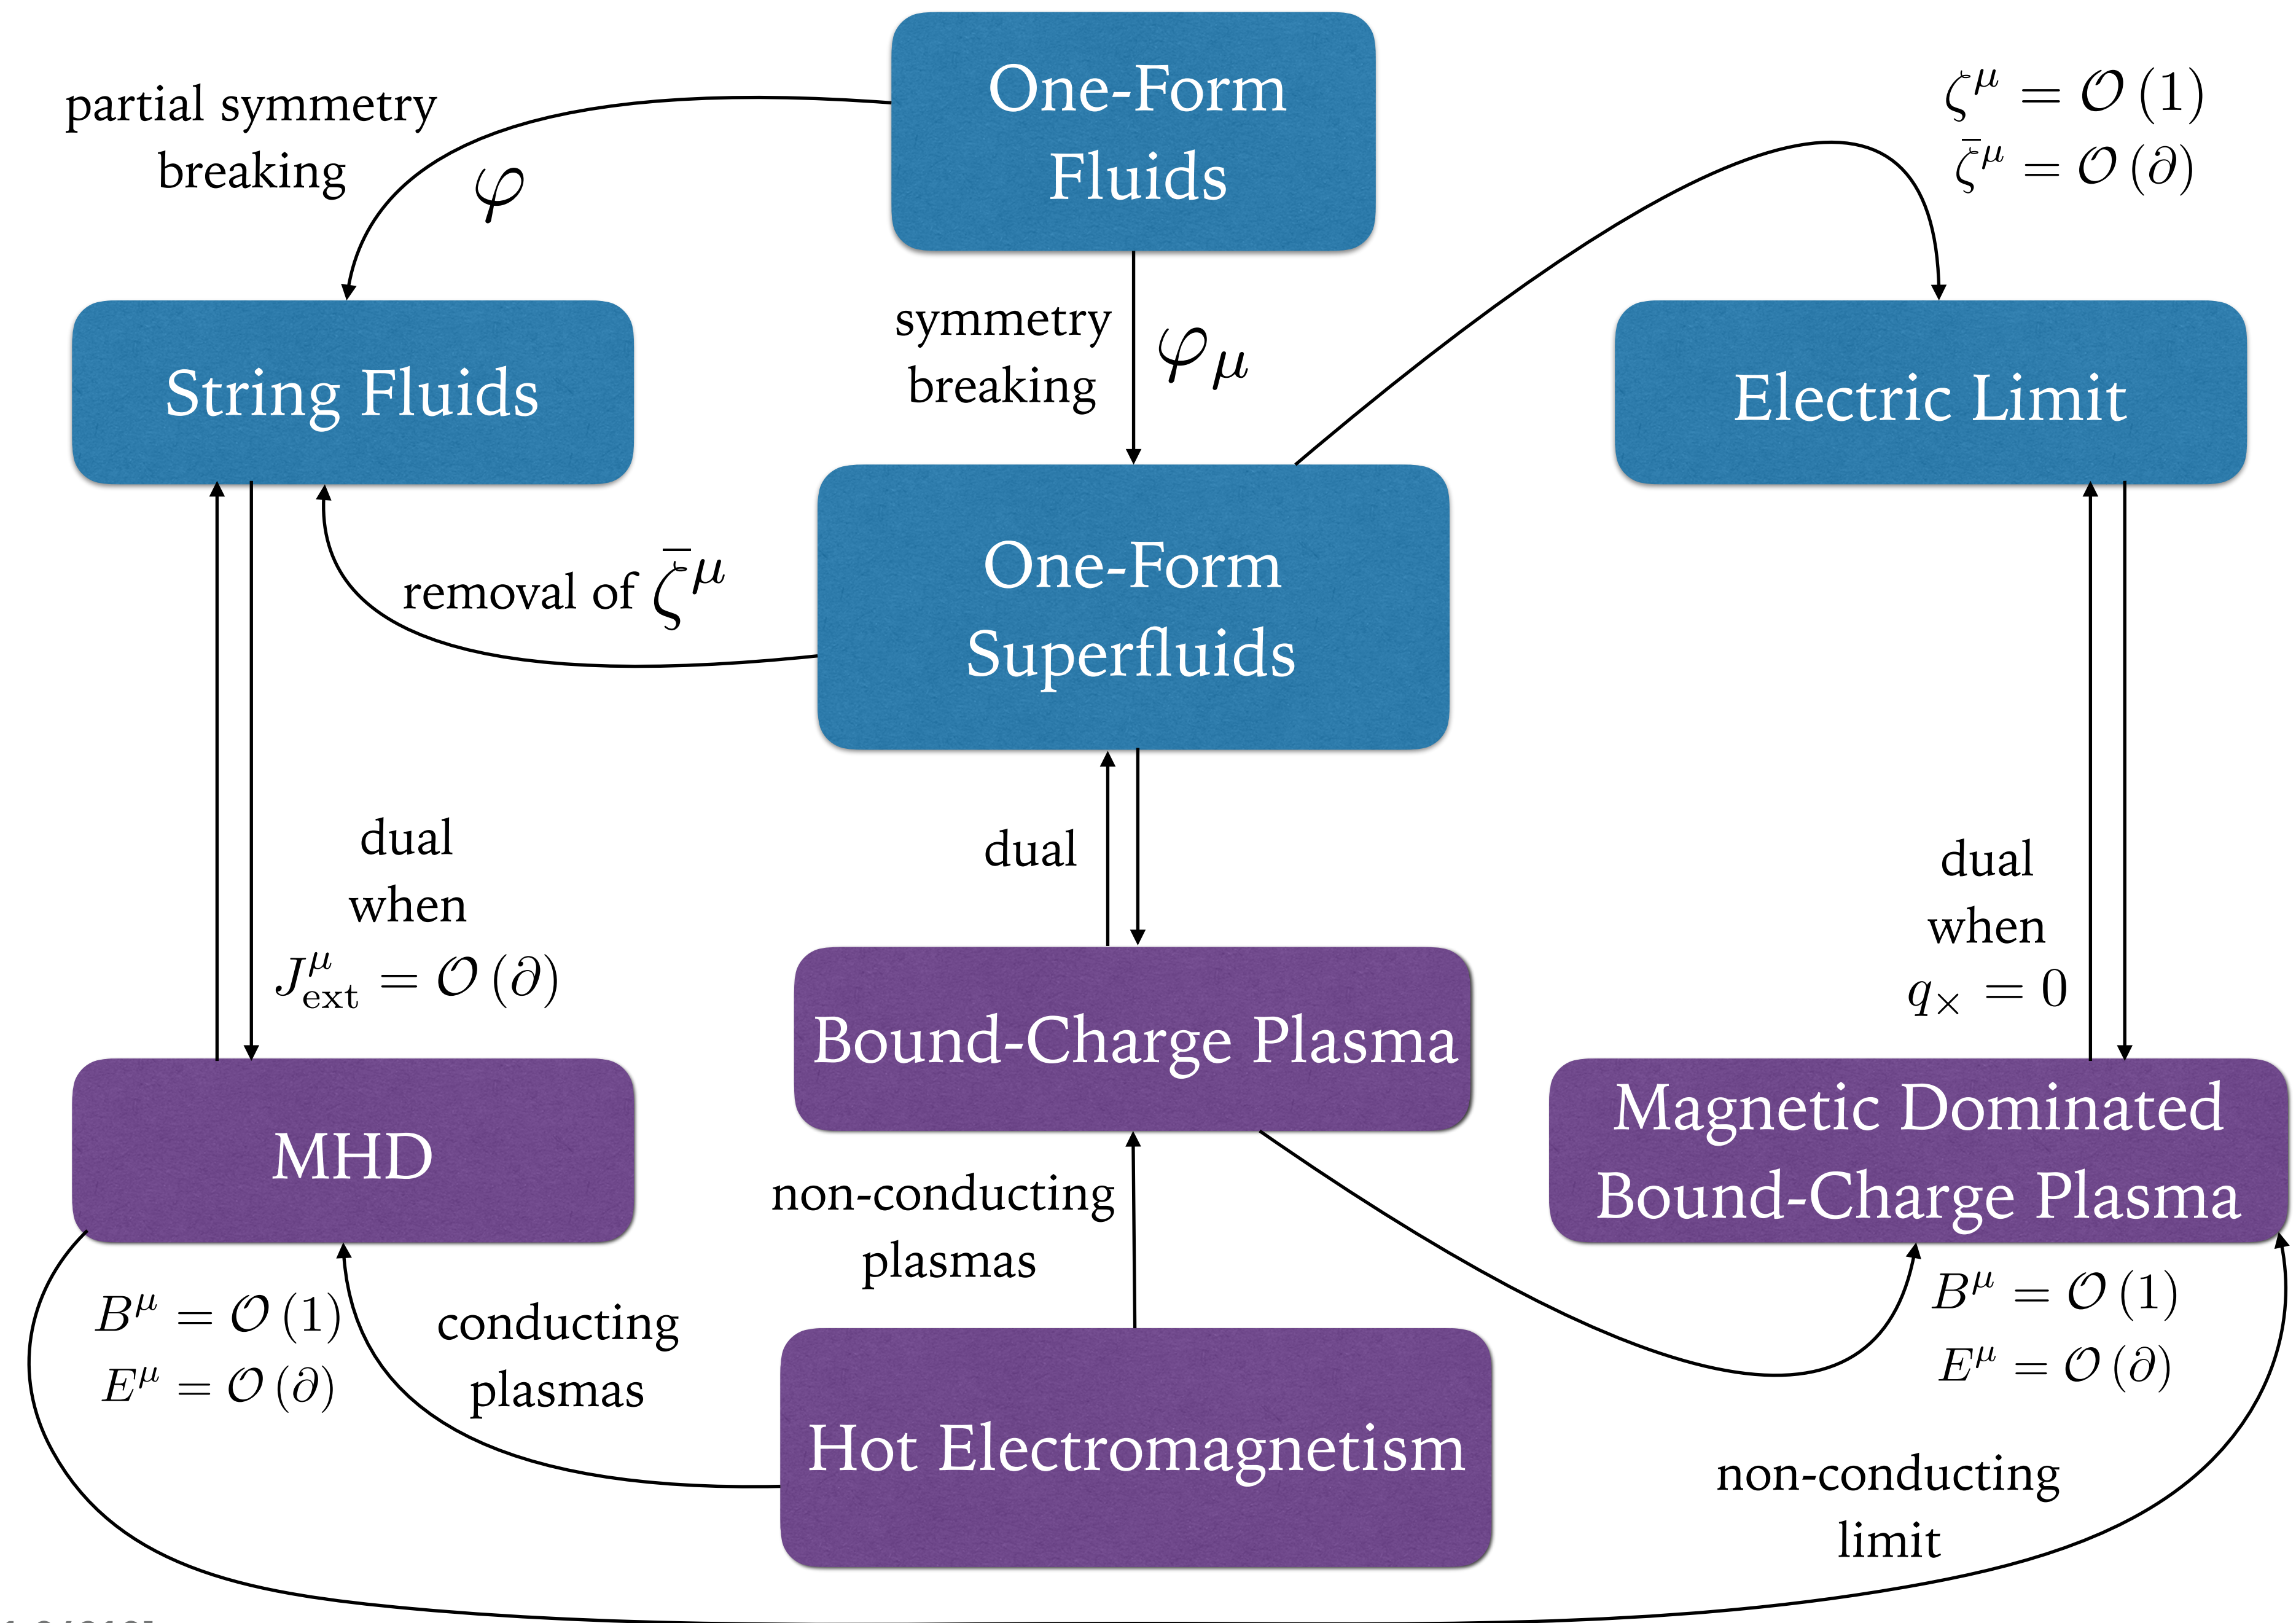 One-Form
Fluids
partial symmetry
breaking
φ
ζ^μ = 𝒪(1)
ζ̄^μ = 𝒪(∂)
String Fluids
symmetry
breaking
φ_μ
Electric Limit
removal of ζ̄^μ
One-Form
Superfluids
dual
when
J^μ_ext = 𝒪(∂)
dual
dual
when
q_× = 0
Bound-Charge Plasma
MHD
Magnetic Dominated
Bound-Charge Plasma
non-conducting
plasmas
B^μ = 𝒪(1)
E^μ = 𝒪(∂)
conducting
plasmas
B^μ = 𝒪(1)
E^μ = 𝒪(∂)
Hot Electromagnetism
non-conducting
limit